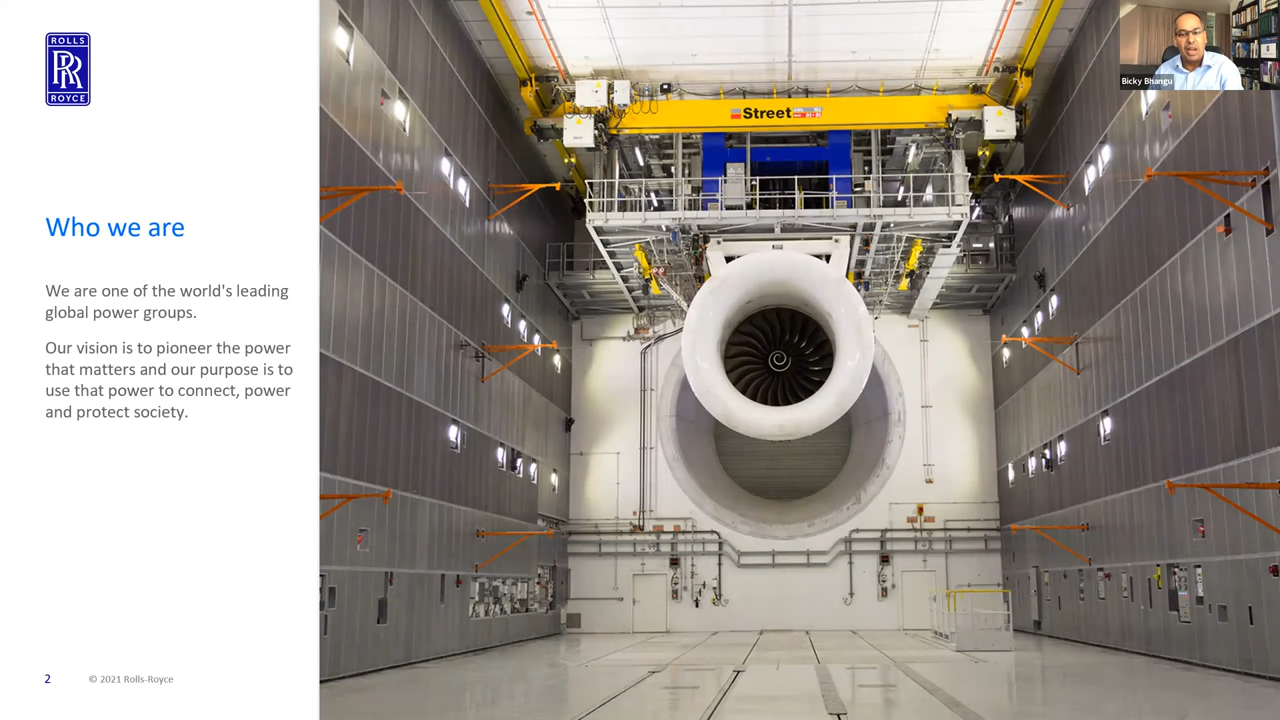 ROLLS
RR
ROYCE
Bicky Bhangu
Street
Who we are
We are one of the world's leading
global power groups.
Our vision is to pioneer the power
that matters and our purpose is to
use that power to connect, power
and protect society.
2
© 2021 Rolls-Royce